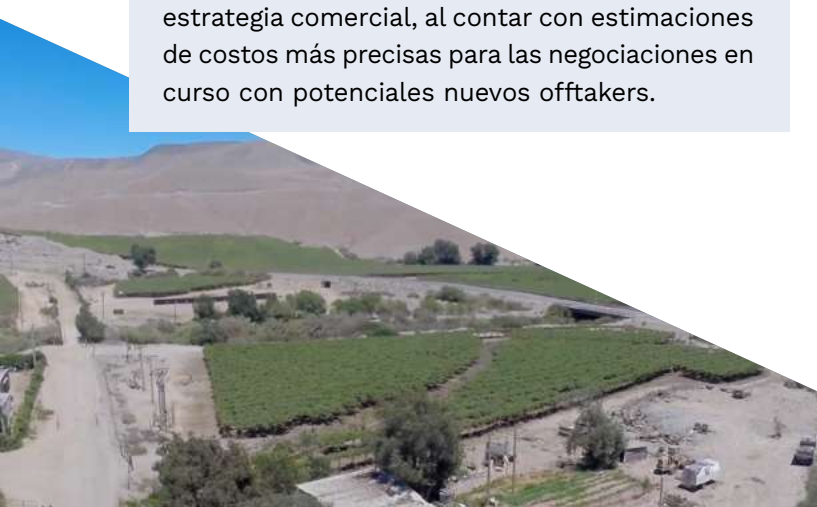 estrategia comercial, al contar con estimaciones
de costos más precisas para las negociaciones en
curso con potenciales nuevos offtakers.